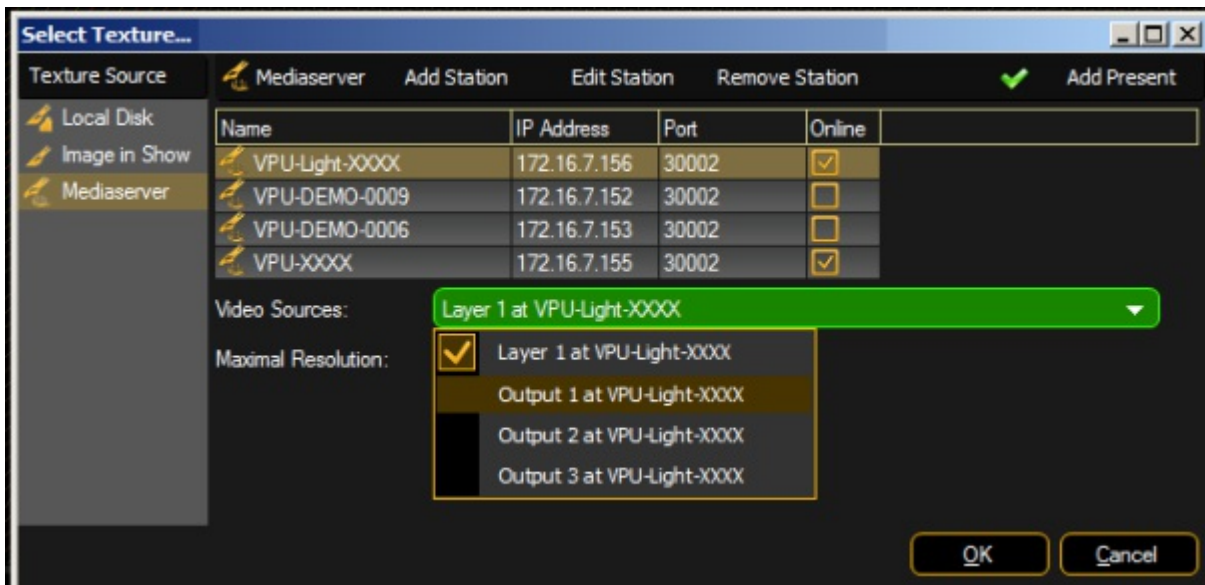 Select Texture...
Texture Source
Mediaserver Add Station Edit Station Remove Station Add Present
Local Disk
Image in Show
Mediaserver
Name IP Address Port Online
VPU-Light-XXXX 172.16.7.156 30002
VPU-DEMO-0009 172.16.7.152 30002
VPU-DEMO-0006 172.16.7.153 30002
VPU-XXXX 172.16.7.155 30002
Video Sources: Layer 1 at VPU-Light-XXXX
Maximal Resolution:
Layer 1 at VPU-Light-XXXX
Output 1 at VPU-Light-XXXX
Output 2 at VPU-Light-XXXX
Output 3 at VPU-Light-XXXX
OK Cancel